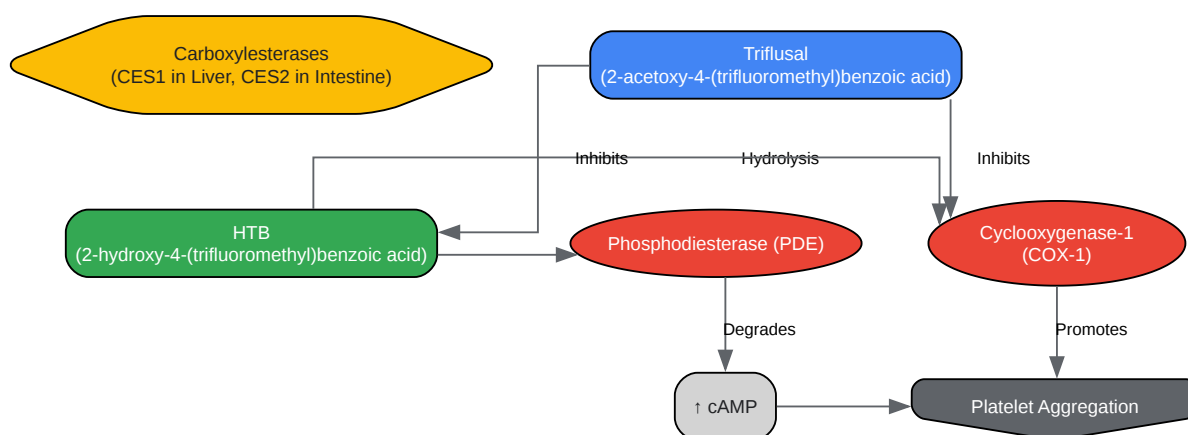 Carboxylesterases
(CES1 in Liver, CES2 in Intestine)
Triflusal
(2-acetoxy-4-(trifluoromethyl)benzoic acid)
Inhibits
Hydrolysis
Inhibits
HTB
(2-hydroxy-4-(trifluoromethyl)benzoic acid)
Phosphodiesterase (PDE)
Cyclooxygenase-1
(COX-1)
Degrades
Promotes
↑ cAMP
Platelet Aggregation